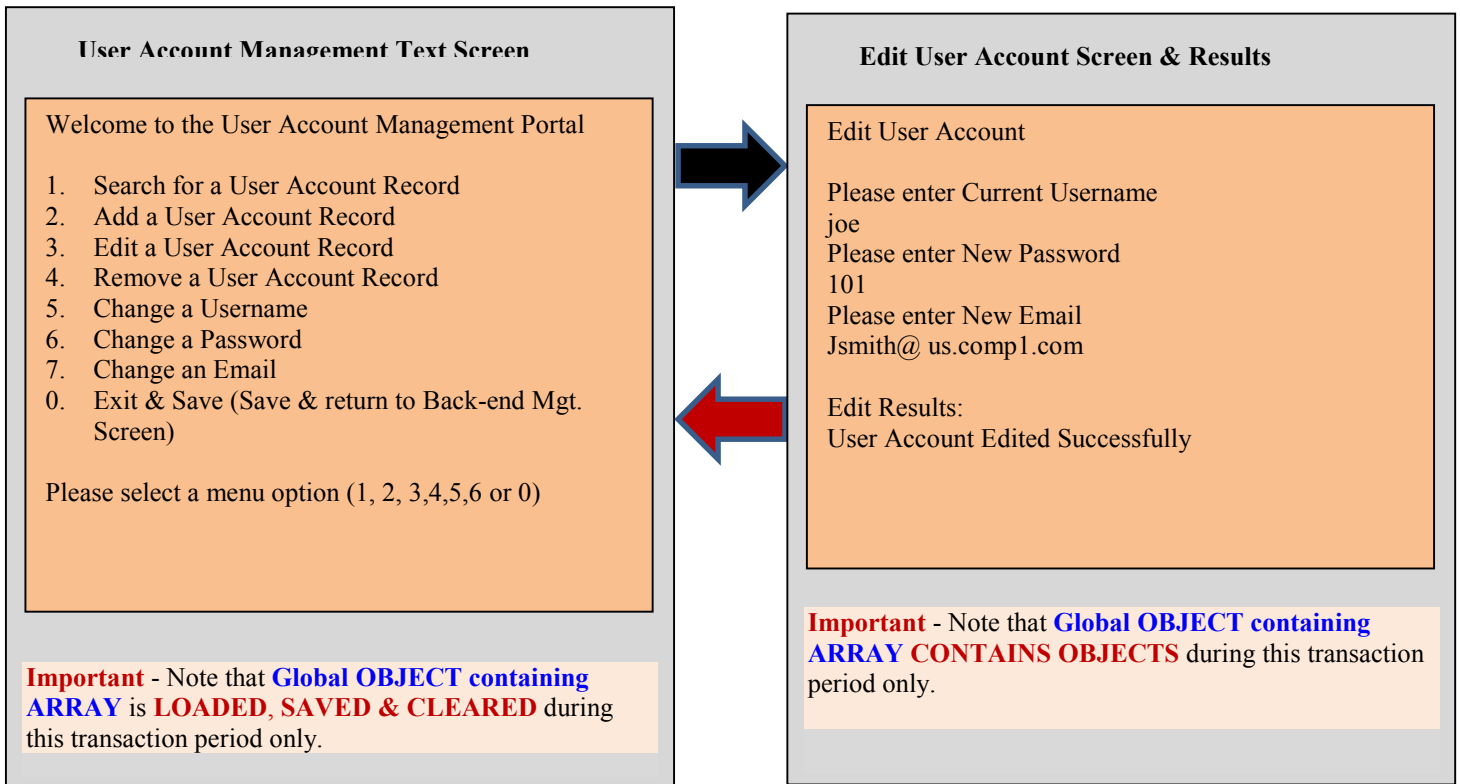 User Account Management Text Screen
Welcome to the User Account Management Portal
1. Search for a User Account Record
2. Add a User Account Record
3. Edit a User Account Record
4. Remove a User Account Record
5. Change a Username
6. Change a Password
7. Change an Email
0. Exit & Save (Save & return to Back-end Mgt.
Screen)
Please select a menu option (1, 2, 3,4,5,6 or 0)
Important - Note that Global OBJECT containing
ARRAY is LOADED, SAVED & CLEARED during
this transaction period only.
Edit User Account Screen & Results
Edit User Account
Please enter Current Username
joe
Please enter New Password
101
Please enter New Email
Jsmith@ us.comp1.com
Edit Results:
User Account Edited Successfully
Important - Note that Global OBJECT containing
ARRAY CONTAINS OBJECTS during this transaction
period only.